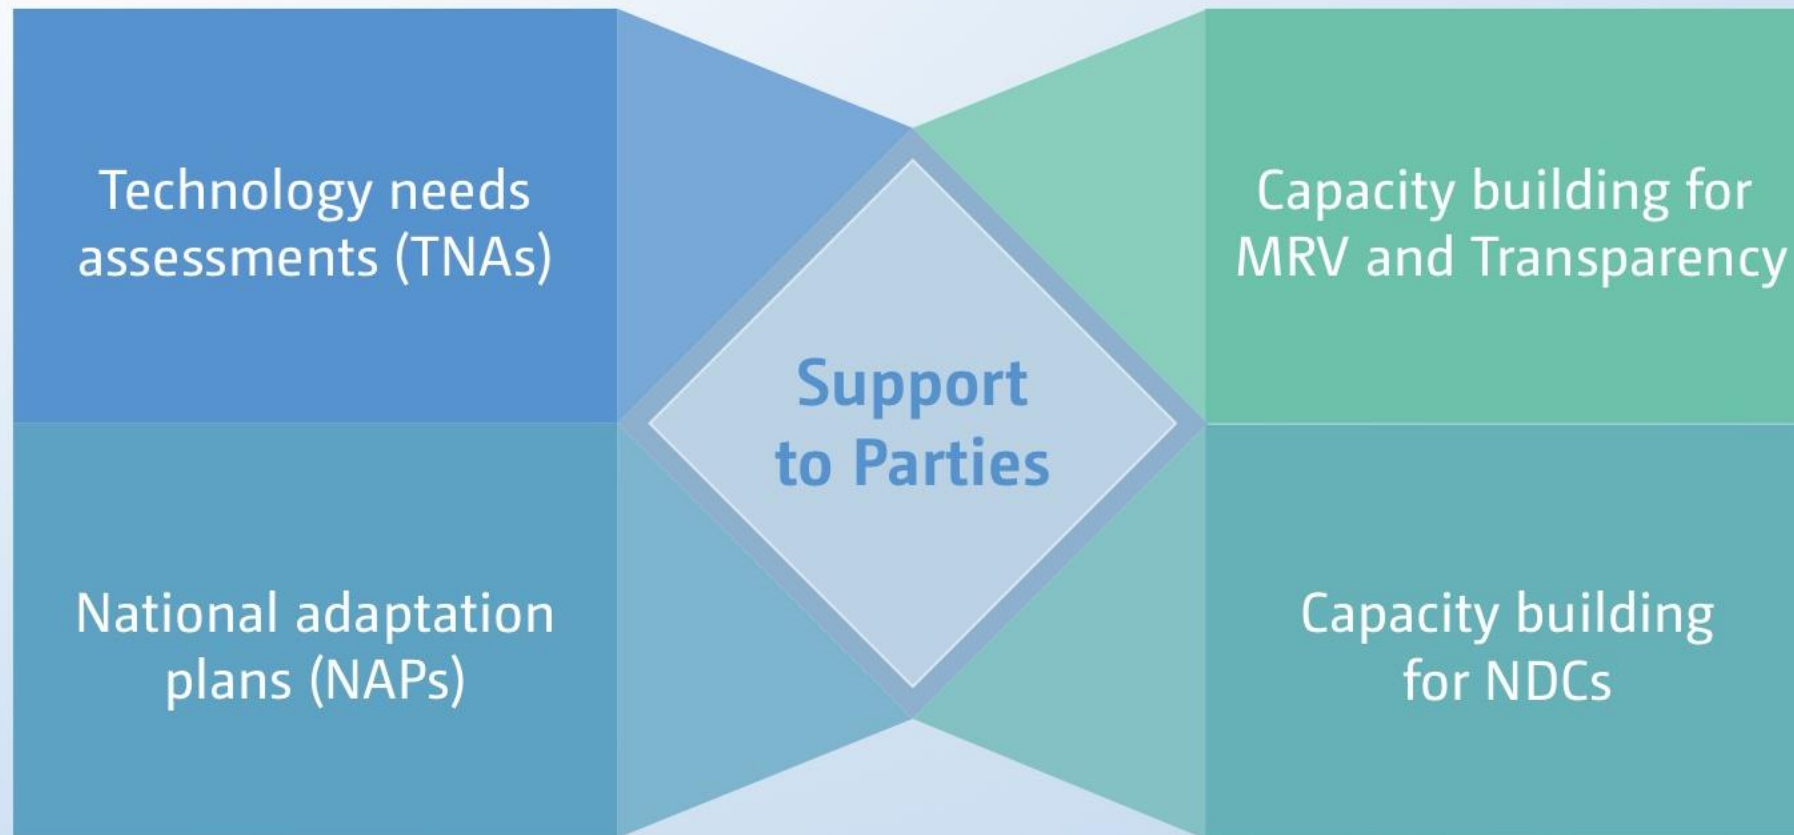 Technology needs
assessments (TNAs)
Capacity building for
MRV and Transparency
Support
to Parties
National adaptation
plans (NAPs)
Capacity building
for NDCs